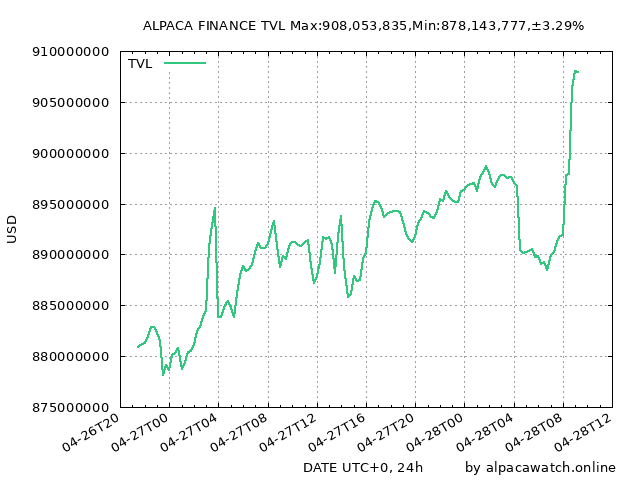 ALPACA FINANCE TVL Max:908,053,835,Min:878,143,777,±3.29%
TVL
910000000
905000000
900000000
895000000
890000000
885000000
880000000
875000000
USD
04-26T20
04-27T00
04-27T04
04-27T08
04-27T12
04-27T16
04-27T20
04-28T00
04-28T04
04-28T08
04-28T12
DATE UTC+0, 24h
by alpacawatch.online